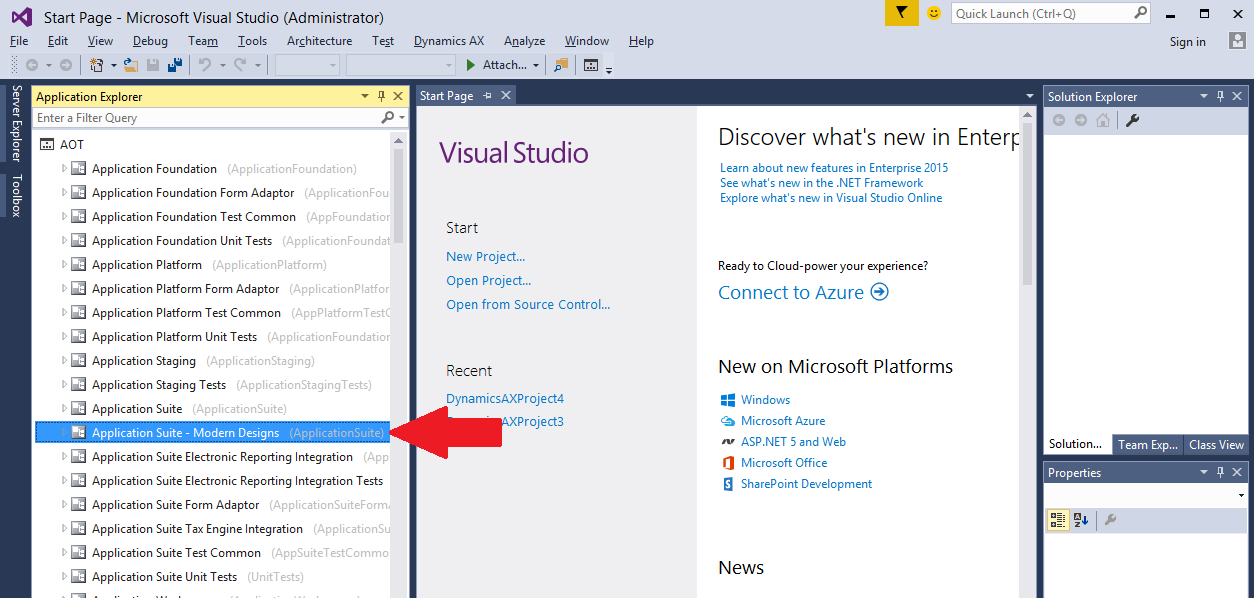 Start Page - Microsoft Visual Studio (Administrator)
Quick Launch (Ctrl+Q)
File Edit View Debug Team Tools Architecture Test Dynamics AX Analyze Window Help
Sign in
Attach...
Server Explorer
Toolbox
Application Explorer
Enter a Filter Query
AOT
Application Foundation (ApplicationFoundation)
Application Foundation Form Adaptor (ApplicationFou
Application Foundation Test Common (AppFoundation
Application Foundation Unit Tests (ApplicationFoundat
Application Platform (ApplicationPlatform)
Application Platform Form Adaptor (ApplicationPlatfor
Application Platform Test Common (AppPlatformTestC
Application Platform Unit Tests (ApplicationFoundation
Application Staging (ApplicationStaging)
Application Staging Tests (ApplicationStagingTests)
Application Suite (ApplicationSuite)
Application Suite - Modern Designs (ApplicationSuite)
Application Suite Electronic Reporting Integration (App
Application Suite Electronic Reporting Integration Tests
Application Suite Form Adaptor (ApplicationSuiteForm
Application Suite Tax Engine Integration (ApplicationSu
Application Suite Test Common (AppSuiteTestCommo
Application Suite Unit Tests (UnitTests)
Start Page
Visual Studio
Start
New Project...
Open Project...
Open from Source Control...
Recent
DynamicsAXProject4
AXProject3
Discover what's new in Enterp
Learn about new features in Enterprise 2015
See what's new in the .NET Framework
Explore what's new in Visual Studio Online
Ready to Cloud-power your experience?
Connect to Azure
New on Microsoft Platforms
Windows
Microsoft Azure
ASP.NET 5 and Web
Microsoft Office
SharePoint Development
News
Solution Explorer
Solution... Team Exp... Class View
Properties